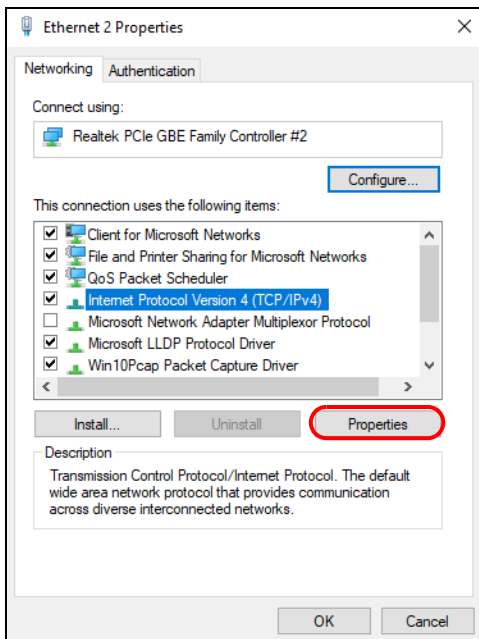 Ethernet 2 Properties
Networking
Authentication
Connect using:
Realtek PCIe GBE Family Controller #2
Configure...
This connection uses the following items:
Client for Microsoft Networks
File and Printer Sharing for Microsoft Networks
QoS Packet Scheduler
Internet Protocol Version 4 (TCP/IPv4)
Microsoft Network Adapter Multiplexor Protocol
Microsoft LLDP Protocol Driver
Win10Pcap Packet Capture Driver
Install...
Uninstall
Properties
Description
Transmission Control Protocol/Internet Protocol. The default
wide area network protocol that provides communication
across diverse interconnected networks.
OK
Cancel